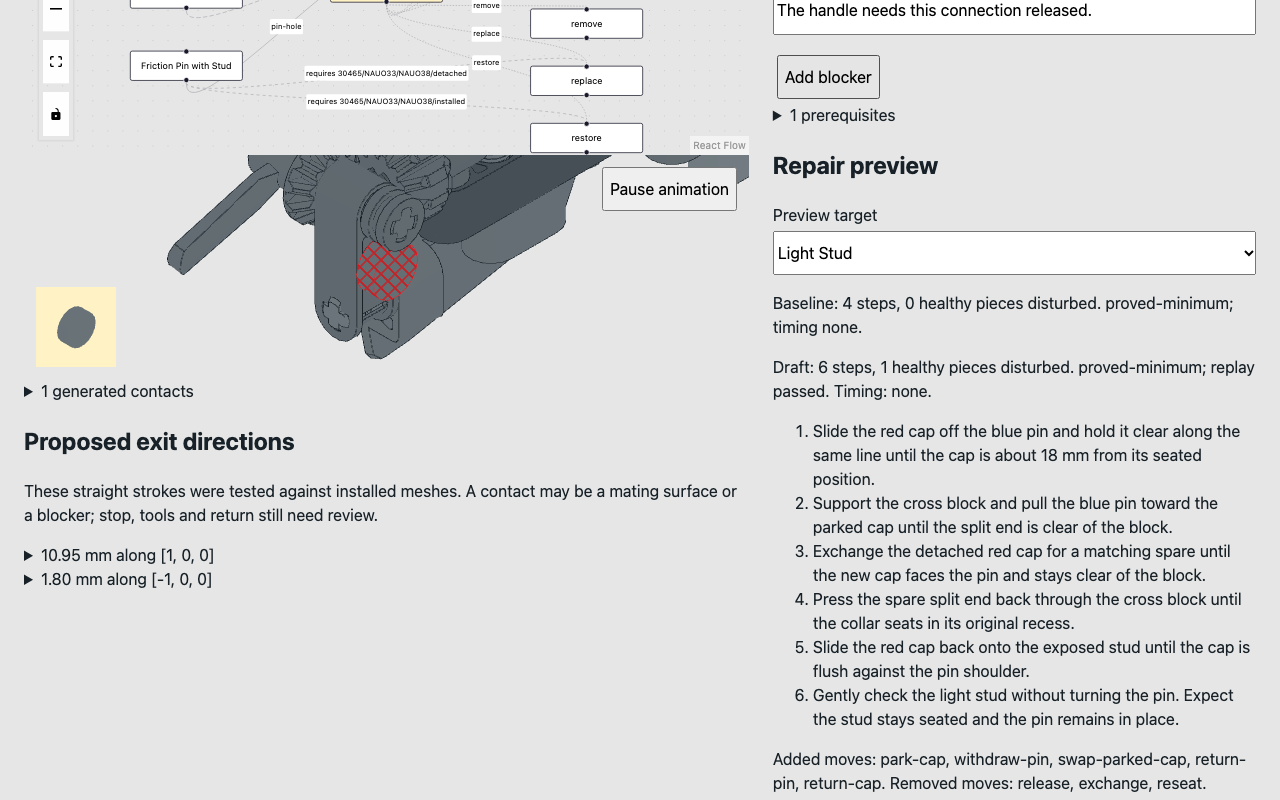 remove
pin-hole
remove
replace
restore
Friction Pin with Stud
requires 30465/NAUO33/NAUO38/detached
replace
requires 30465/NAUO33/NAUO38/installed
restore
React Flow
Pause animation
1 generated contacts
Proposed exit directions
These straight strokes were tested against installed meshes. A contact may be a mating surface or
a blocker; stop, tools and return still need review.
10.95 mm along [1, 0, 0]
1.80 mm along [-1, 0, 0]
The handle needs this connection released.
Add blocker
1 prerequisites
Repair preview
Preview target
Light Stud
Baseline: 4 steps, 0 healthy pieces disturbed. proved-minimum;
timing none.
Draft: 6 steps, 1 healthy pieces disturbed. proved-minimum; replay
passed. Timing: none.
1. Slide the red cap off the blue pin and hold it clear along the
same line until the cap is about 18 mm from its seated
position.
2. Support the cross block and pull the blue pin toward the
parked cap until the split end is clear of the block.
3. Exchange the detached red cap for a matching spare until
the new cap faces the pin and stays clear of the block.
4. Press the spare split end back through the cross block until
the collar seats in its original recess.
5. Slide the red cap back onto the exposed stud until the cap is
flush against the pin shoulder.
6. Gently check the light stud without turning the pin. Expect
the stud stays seated and the pin remains in place.
Added moves: park-cap, withdraw-pin, swap-parked-cap, return-
pin, return-cap. Removed moves: release, exchange, reseat.